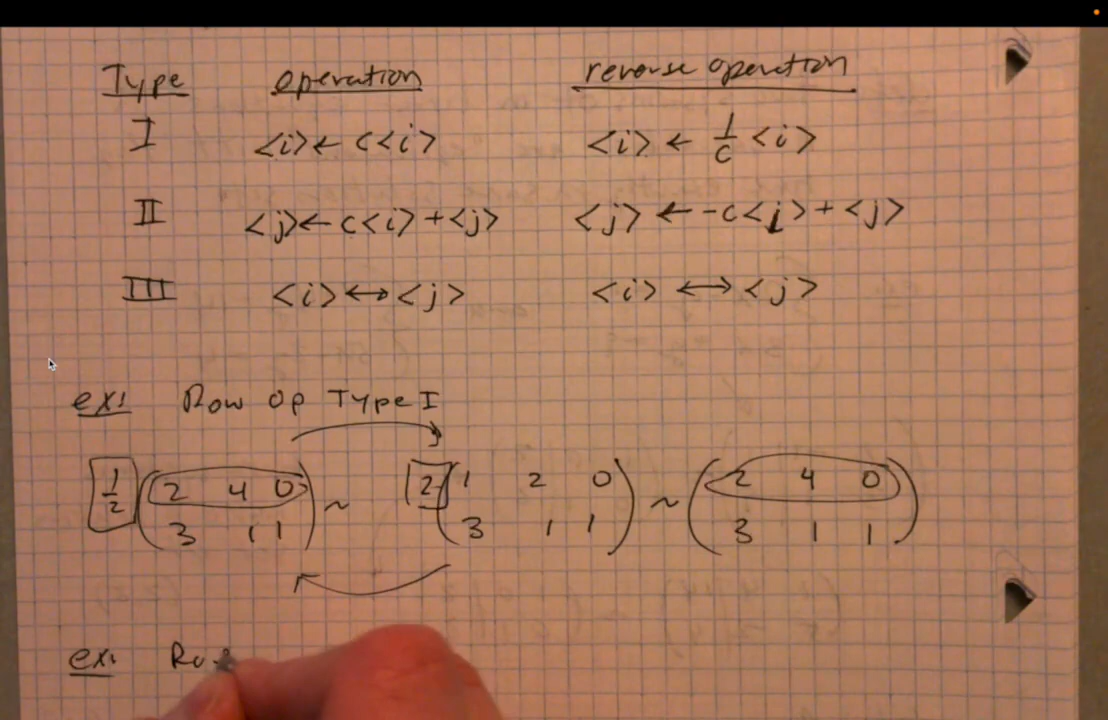 Type operation reverse operation
I <i> ← c<i> <i> ← 1/c <i>
II <j> ← c<i> + <j> <j> ← -c<i> + <j>
III <i> ↔ <j> <i> ↔ <j>
ex: Row Op Type I
1/2 ( 2 4 0 ) ~ 2 ( 1 2 0 ) ~ ( 2 4 0 )
( 3 1 1 ) ( 3 1 1 ) ( 3 1 1 )
ex: